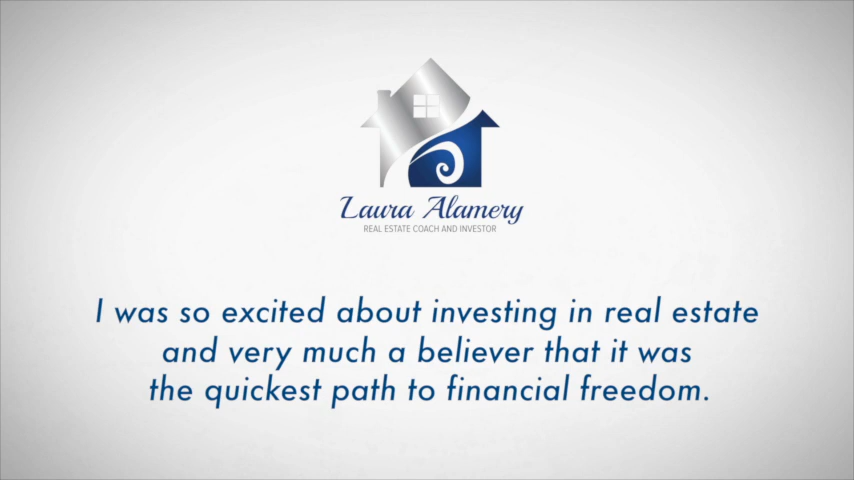 Laura Alamery
REAL ESTATE COACH AND INVESTOR
I was so excited about investing in real estate
and very much a believer that it was
the quickest path to financial freedom.